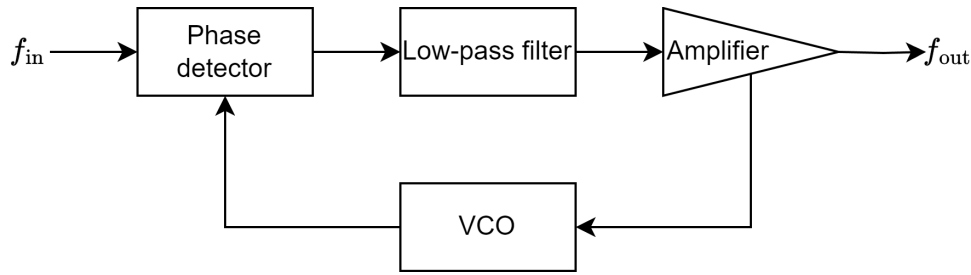 f_in
Phase
detector
Low-pass filter
Amplifier
f_out
VCO